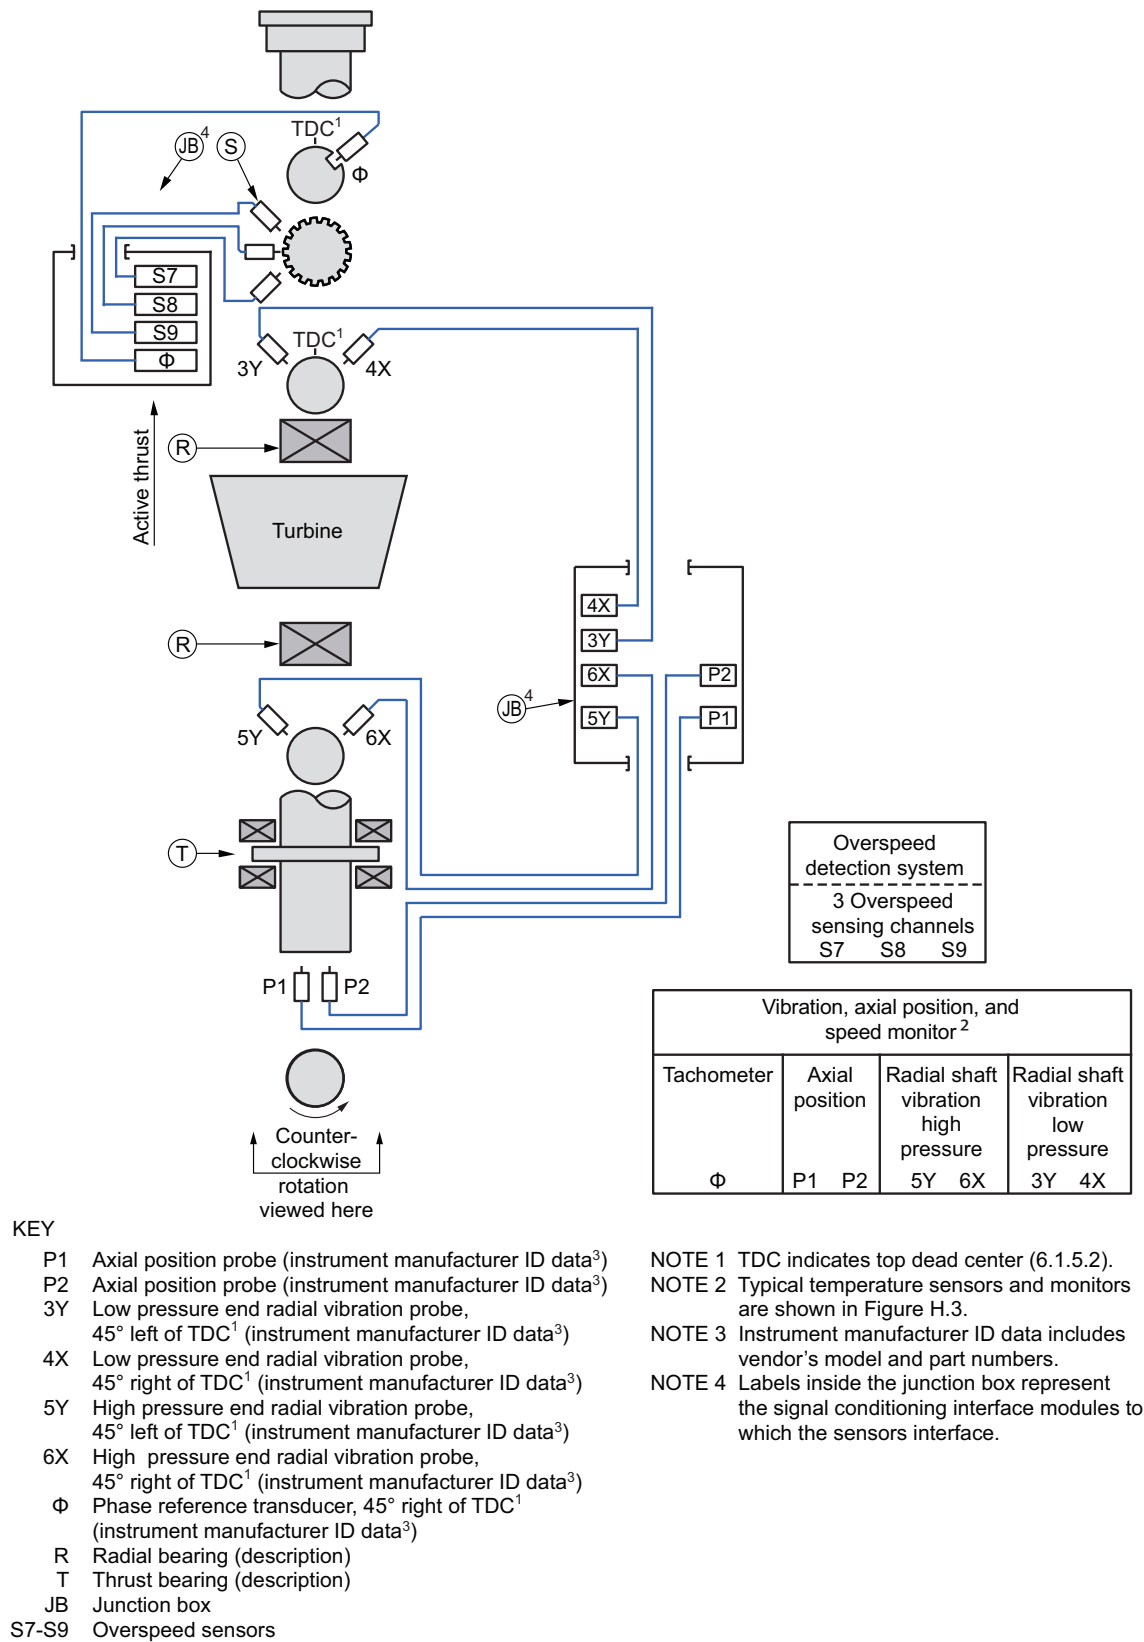 TDC1
JB4
S
Φ
S7
S8
S9
Φ
TDC1
3Y
4X
Active thrust
R
Turbine
4X
3Y
R
6X
P2
JB4
5Y
P1
5Y
6X
T
Overspeed
detection system
3 Overspeed
sensing channels
S7 S8 S9
P1
P2
Vibration, axial position, and
speed monitor 2
Tachometer
Φ
Axial
position
P1 P2
Radial shaft
vibration
high
pressure
5Y 6X
Radial shaft
vibration
low
pressure
3Y 4X
Counter-
clockwise
rotation
viewed here
KEY
P1 Axial position probe (instrument manufacturer ID data3)
P2 Axial position probe (instrument manufacturer ID data3)
3Y Low pressure end radial vibration probe,
45° left of TDC1 (instrument manufacturer ID data3)
4X Low pressure end radial vibration probe,
45° right of TDC1 (instrument manufacturer ID data3)
5Y High pressure end radial vibration probe,
45° left of TDC1 (instrument manufacturer ID data3)
6X High pressure end radial vibration probe,
45° right of TDC1 (instrument manufacturer ID data3)
Φ Phase reference transducer, 45° right of TDC1
(instrument manufacturer ID data3)
R Radial bearing (description)
T Thrust bearing (description)
JB Junction box
S7-S9 Overspeed sensors
NOTE 1 TDC indicates top dead center (6.1.5.2).
NOTE 2 Typical temperature sensors and monitors
are shown in Figure H.3.
NOTE 3 Instrument manufacturer ID data includes
vendor's model and part numbers.
NOTE 4 Labels inside the junction box represent
the signal conditioning interface modules to
which the sensors interface.